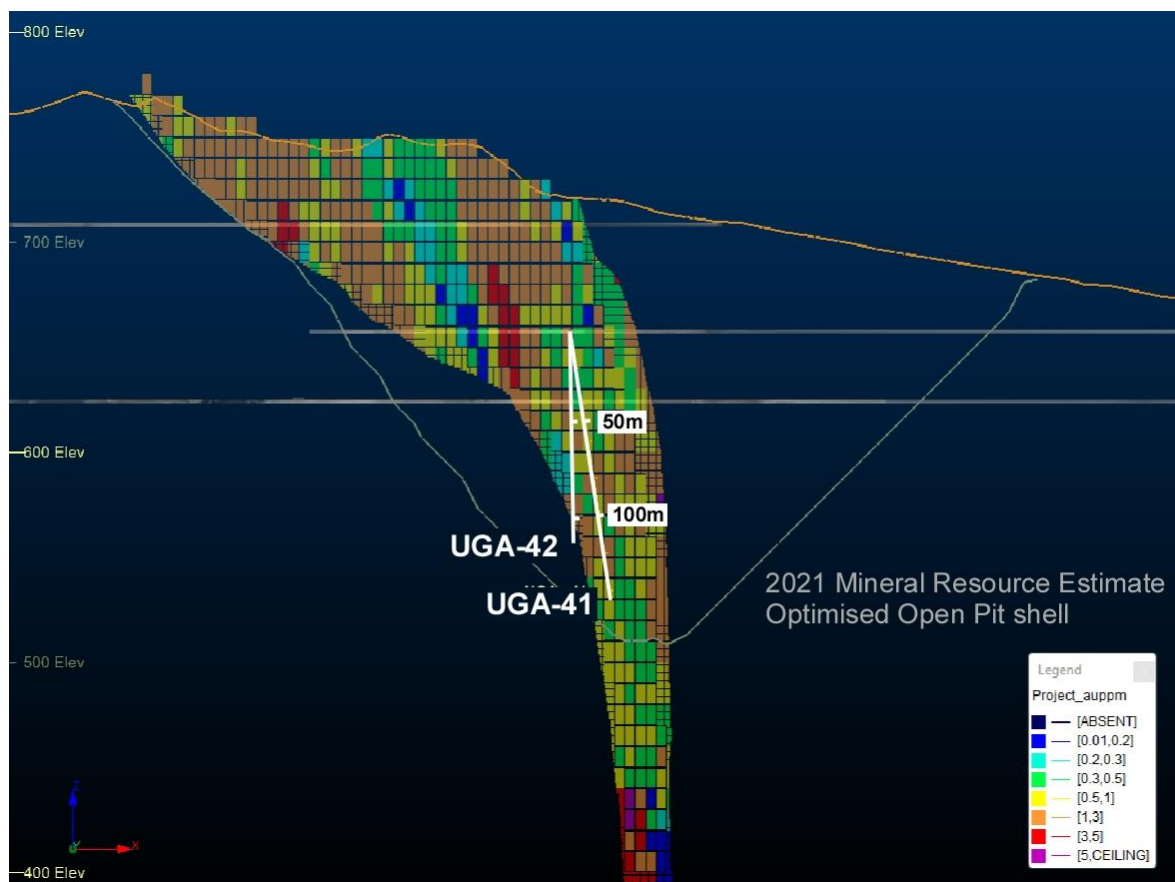 800 Elev
700 Elev
50m
600 Elev
100m
UGA-42
UGA-41
2021 Mineral Resource Estimate
Optimised Open Pit shell
500 Elev
Legend
Project_auppm
[ABSENT]
[0.01,0.2]
[0.2,0.3]
[0.3,0.5]
[0.5,1]
[1,3]
[3,5]
[5,CEILING]
Z
X
400 Elev